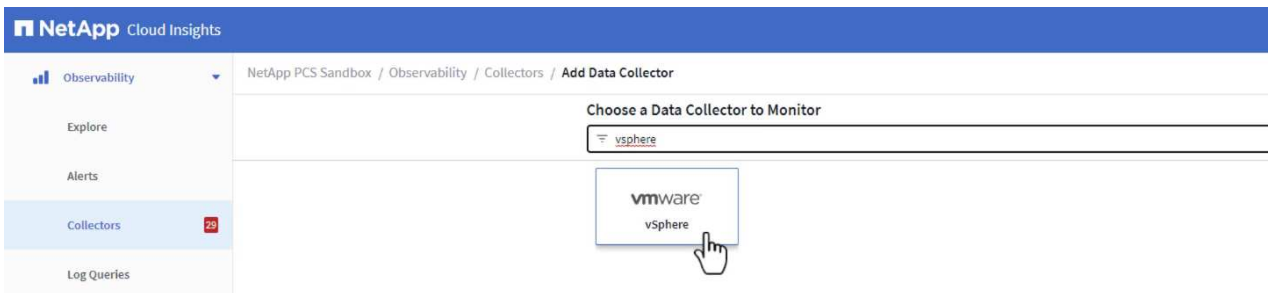 NetApp Cloud Insights
Observability
NetApp PCS Sandbox / Observability / Collectors / Add Data Collector
Choose a Data Collector to Monitor
Explore
vsphere
Alerts
vmware
vSphere
Collectors 29
Log Queries